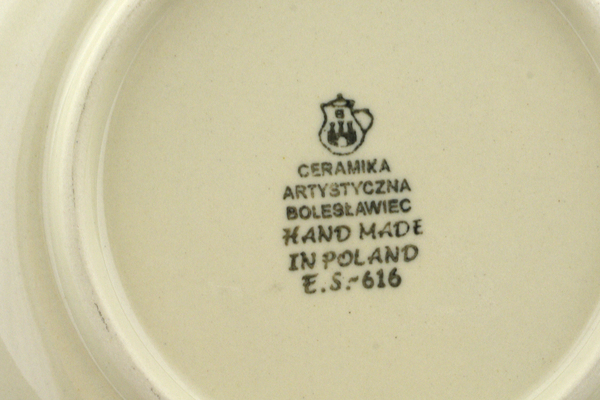 CERAMIKA
ARTYSTYCZNA
BOLESŁAWIEC
HAND MADE
IN POLAND
E.S.-616